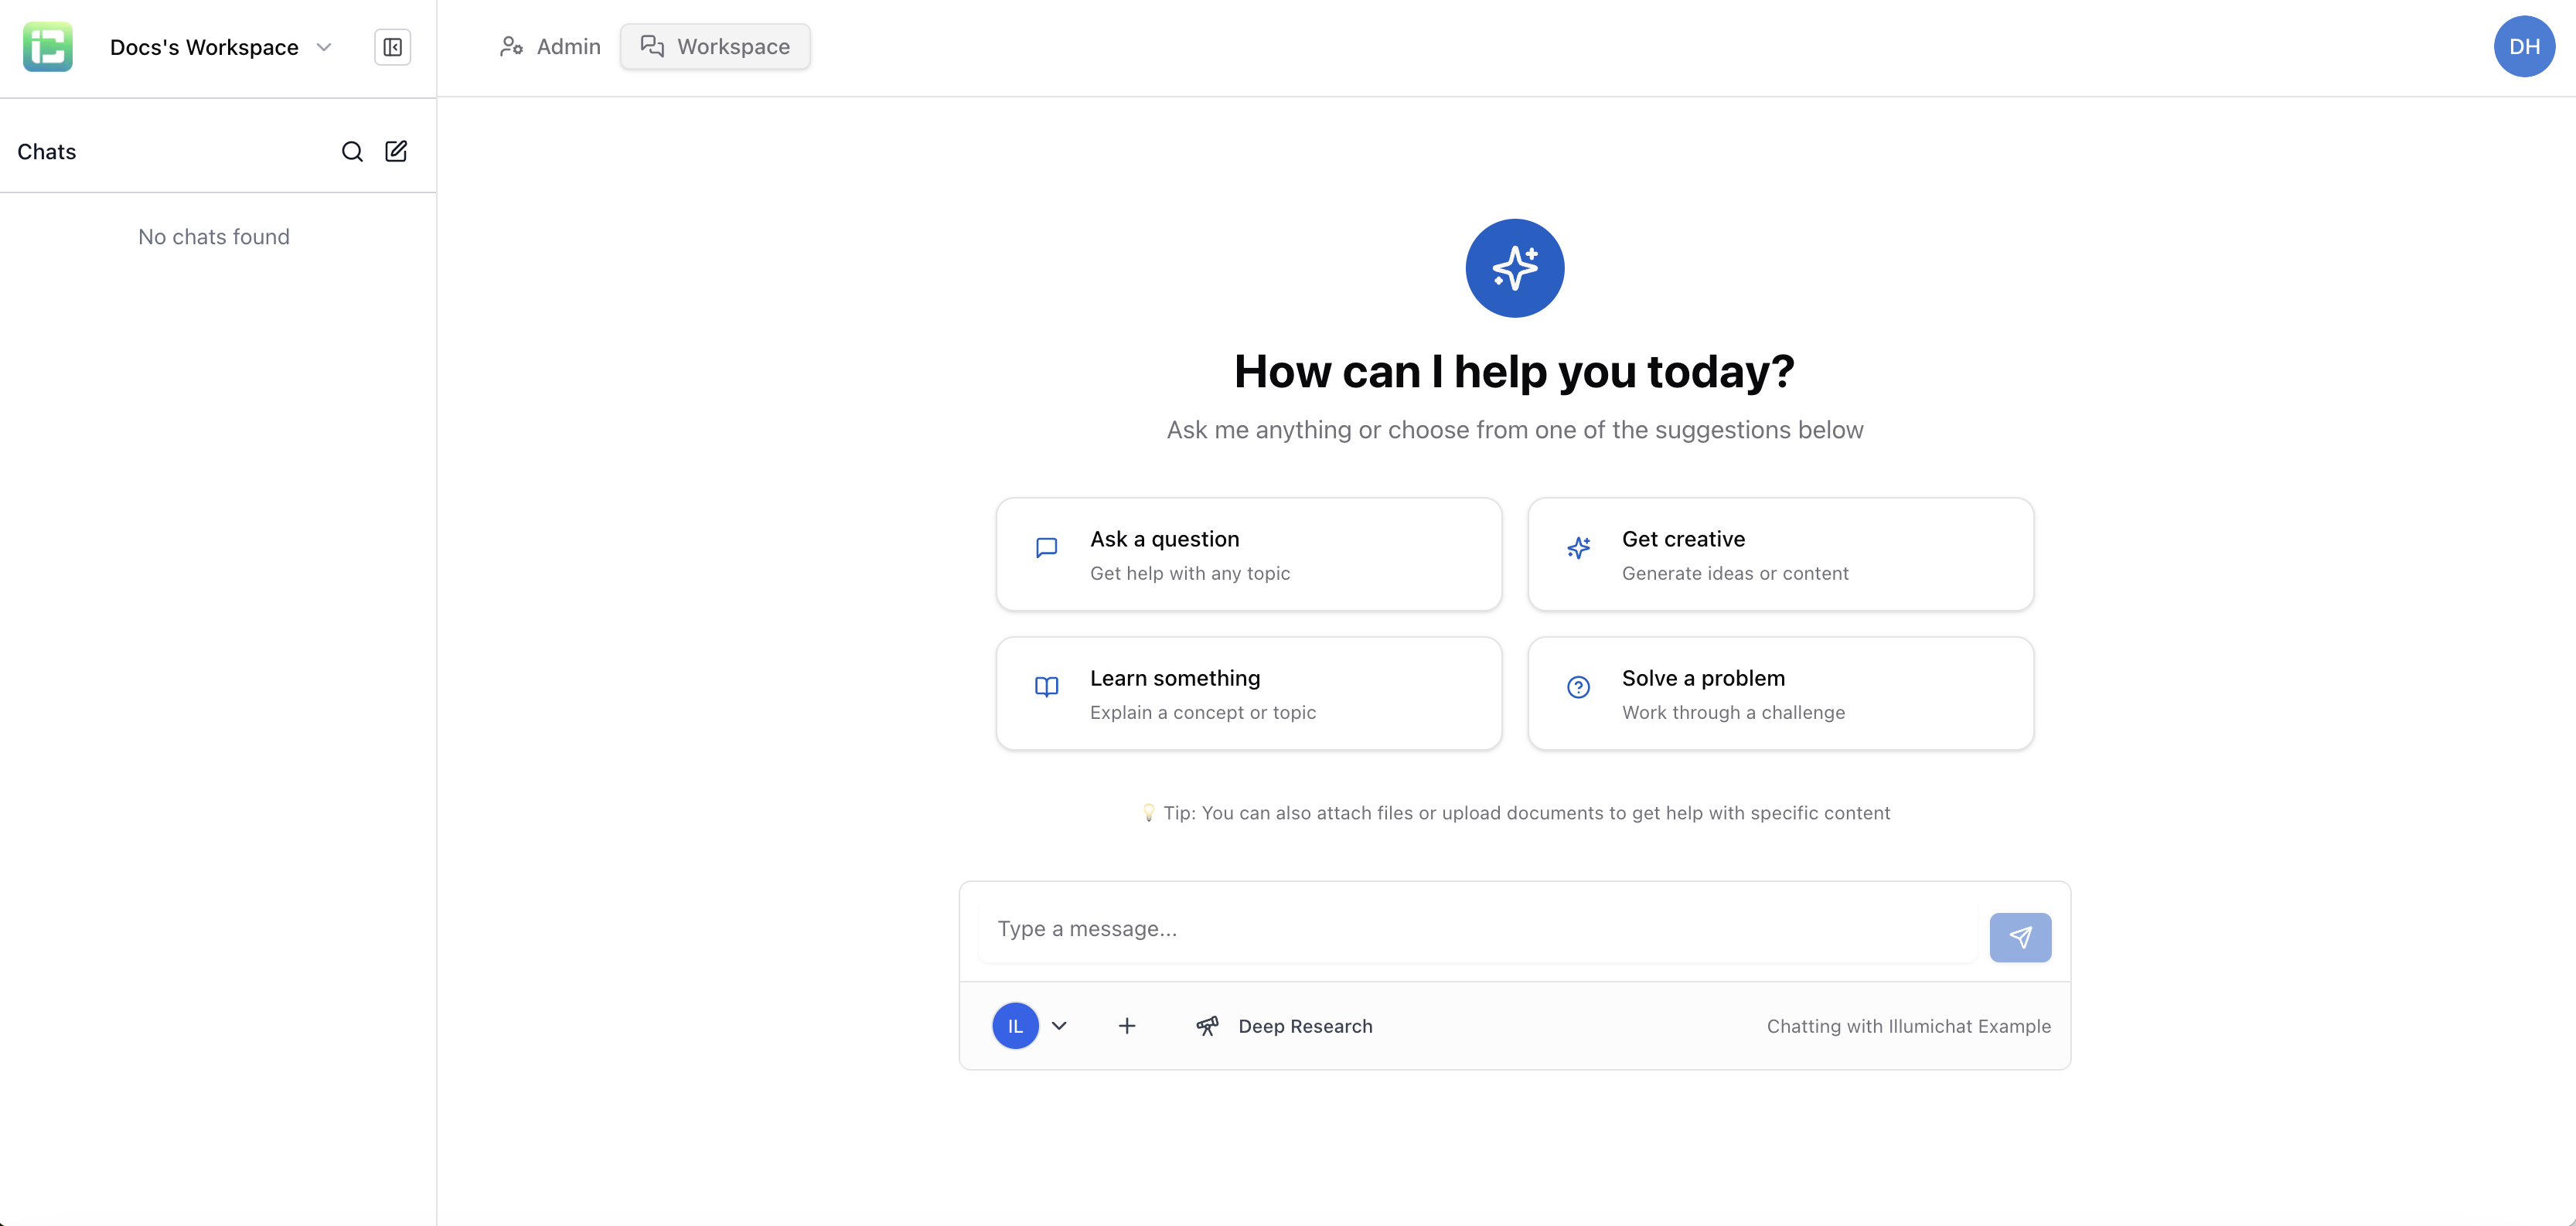 Docs's Workspace
Admin
Workspace
DH
Chats
No chats found
How can I help you today?
Ask me anything or choose from one of the suggestions below
Ask a question
Get help with any topic
Get creative
Generate ideas or content
Learn something
Explain a concept or topic
Solve a problem
Work through a challenge
💡 Tip: You can also attach files or upload documents to get help with specific content
Type a message...
IL
Deep Research
Chatting with Illumichat Example